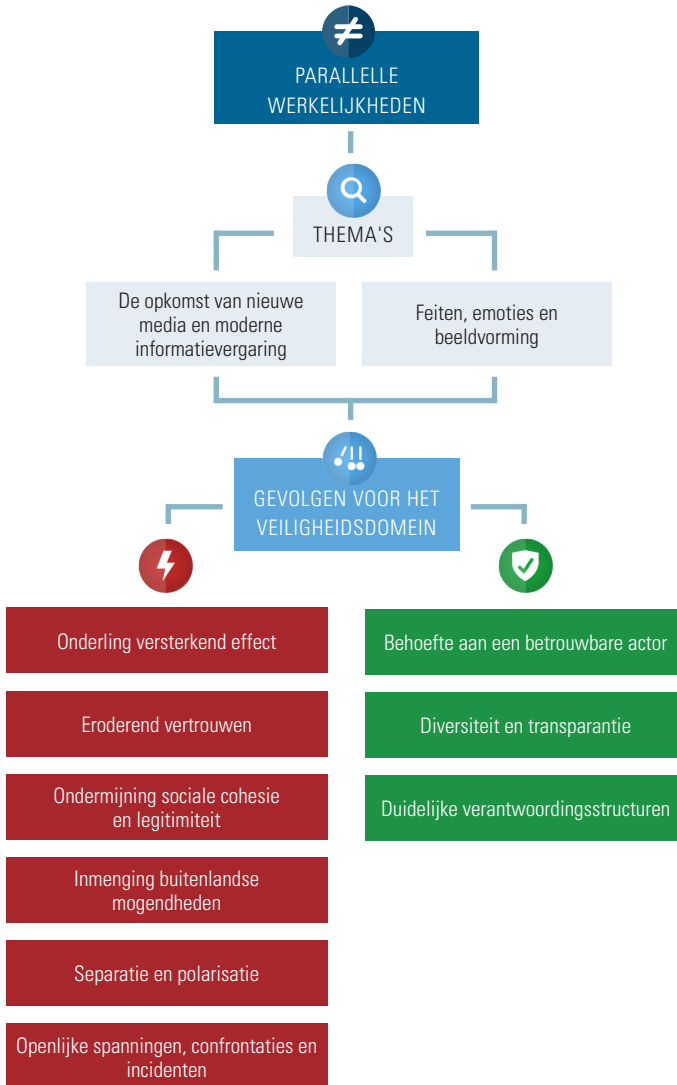 PARALLELLE
WERKELIJKHEDEN
THEMA'S
De opkomst van nieuwe
media en moderne
informatievergaring
Feiten, emoties en
beeldvorming
GEVOLGEN VOOR HET
VEILIGHEIDSDOMEIN
Onderling versterkend effect
Eroderend vertrouwen
Ondermijning sociale cohesie
en legitimiteit
Inmenging buitenlandse
mogendheden
Separatie en polarisatie
Openlijke spanningen, confrontaties en
incidenten
Behoefte aan een betrouwbare actor
Diversiteit en transparantie
Duidelijke verantwoordingsstructuren